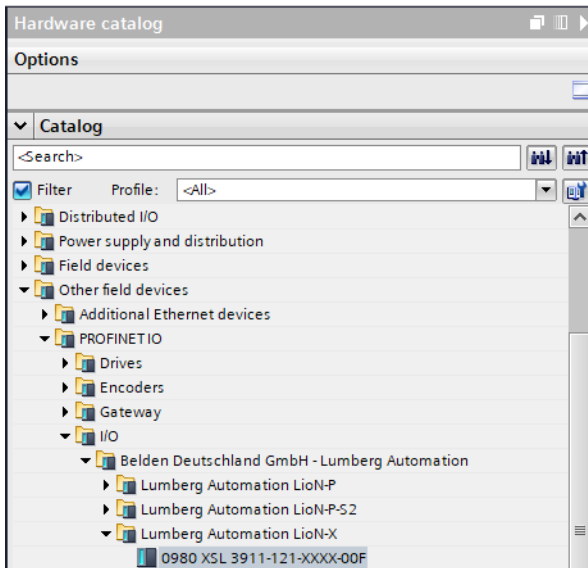 Hardware catalog
Options
Catalog
<Search>
Filter Profile: <All>
Distributed I/O
Power supply and distribution
Field devices
Other field devices
Additional Ethernet devices
PROFINET IO
Drives
Encoders
Gateway
I/O
Belden Deutschland GmbH - Lumberg Automation
Lumberg Automation LioN-P
Lumberg Automation LioN-P-S2
Lumberg Automation LioN-X
0980 XSL 3911-121-XXXX-00F